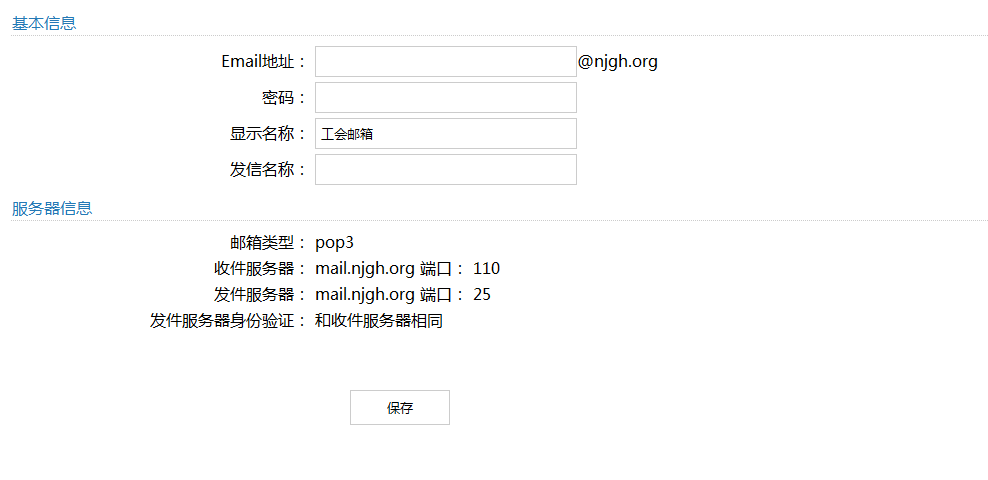 基本信息
Email地址： @njgh.org
密码：
显示名称： 工会邮箱
发信名称：
服务器信息
邮箱类型： pop3
收件服务器： mail.njgh.org 端口： 110
发件服务器： mail.njgh.org 端口： 25
发件服务器身份验证： 和收件服务器相同
保存